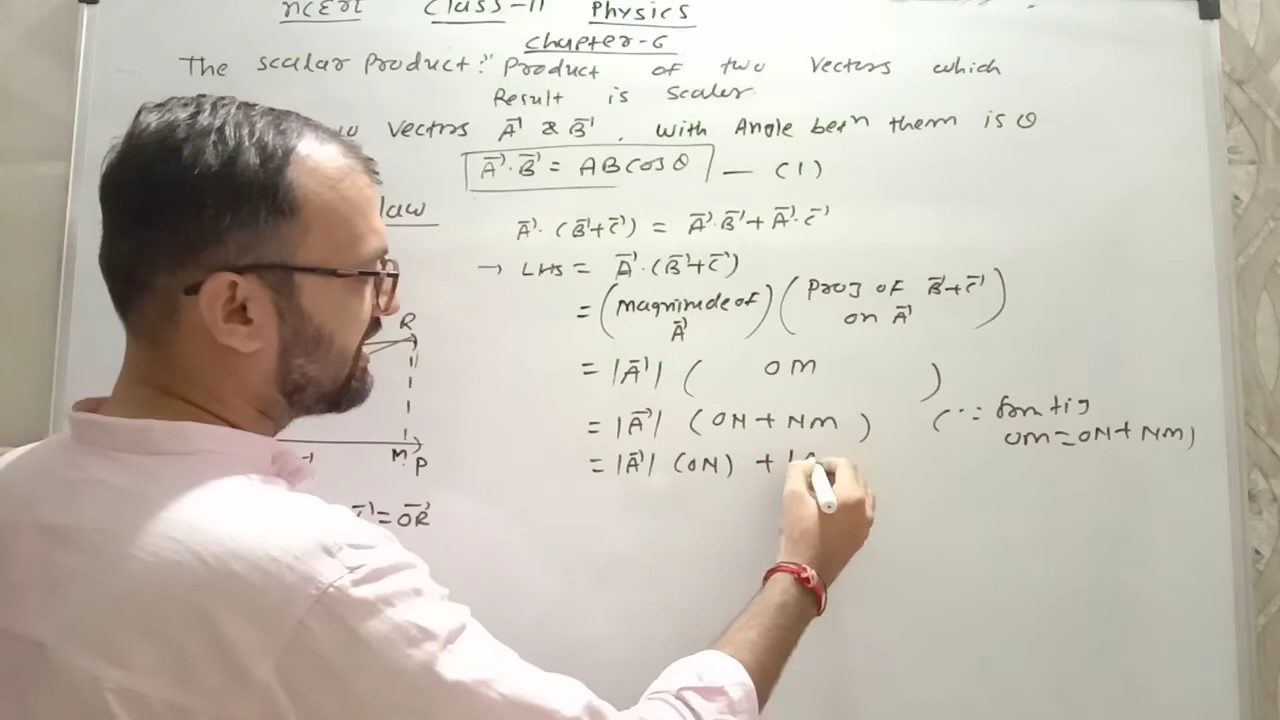 NCERT Class-11 Physics
Chapter-6
The scalar Product:" Product of two Vectors which
Result is Scaler
Vectors A⃗ & B⃗, with Angle betn them is θ
A⃗·B⃗ = ABcosθ — (1)
law
A⃗·(B⃗+C⃗) = A⃗·B⃗+A⃗·C⃗
→ LHS = A⃗·(B⃗+C⃗)
= (magnitude of A⃗) (Proj of B⃗+C⃗ on A⃗)
= |A⃗| ( OM )
= |A⃗| (ON + NM) (∵ from fig
OM=ON+NM)
= |A⃗| (ON) +
R
M P
= OR⃗